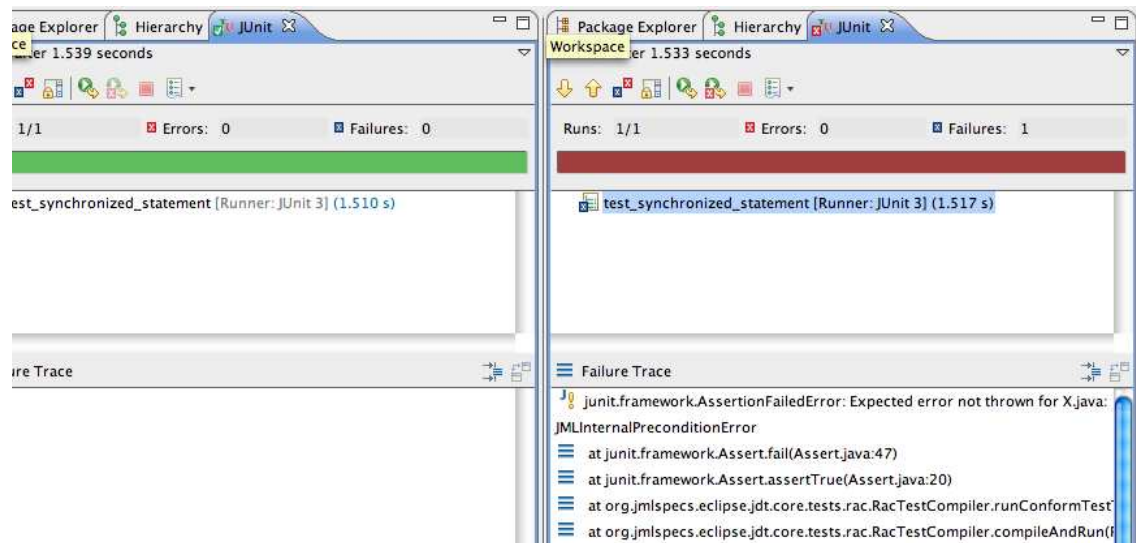 Explorer Hierarchy JUnit
ce
after 1.539 seconds
1/1 Errors: 0 Failures: 0
est_synchronized_statement [Runner: JUnit 3] (1.510 s)
ure Trace
Package Explorer Hierarchy JUnit
Workspace
er 1.533 seconds
Runs: 1/1 Errors: 0 Failures: 1
test_synchronized_statement [Runner: JUnit 3] (1.517 s)
Failure Trace
junit.framework.AssertionFailedError: Expected error not thrown for X.java:
JMLInternalPreconditionError
at junit.framework.Assert.fail(Assert.java:47)
at junit.framework.Assert.assertTrue(Assert.java:20)
at org.jmlspecs.eclipse.jdt.core.tests.rac.RacTestCompiler.runConformTest
at org.jmlspecs.eclipse.jdt.core.tests.rac.RacTestCompiler.compileAndRun(